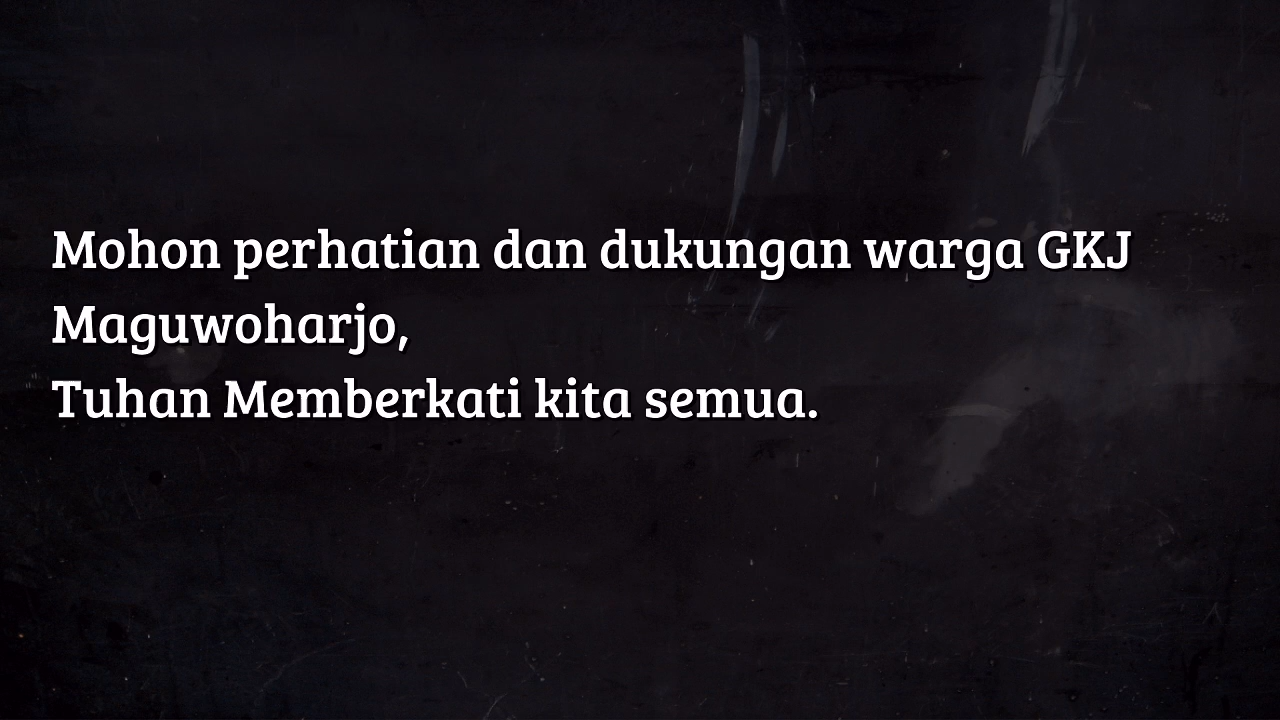 Mohon perhatian dan dukungan warga GKJ
Maguwoharjo,
Tuhan Memberkati kita semua.